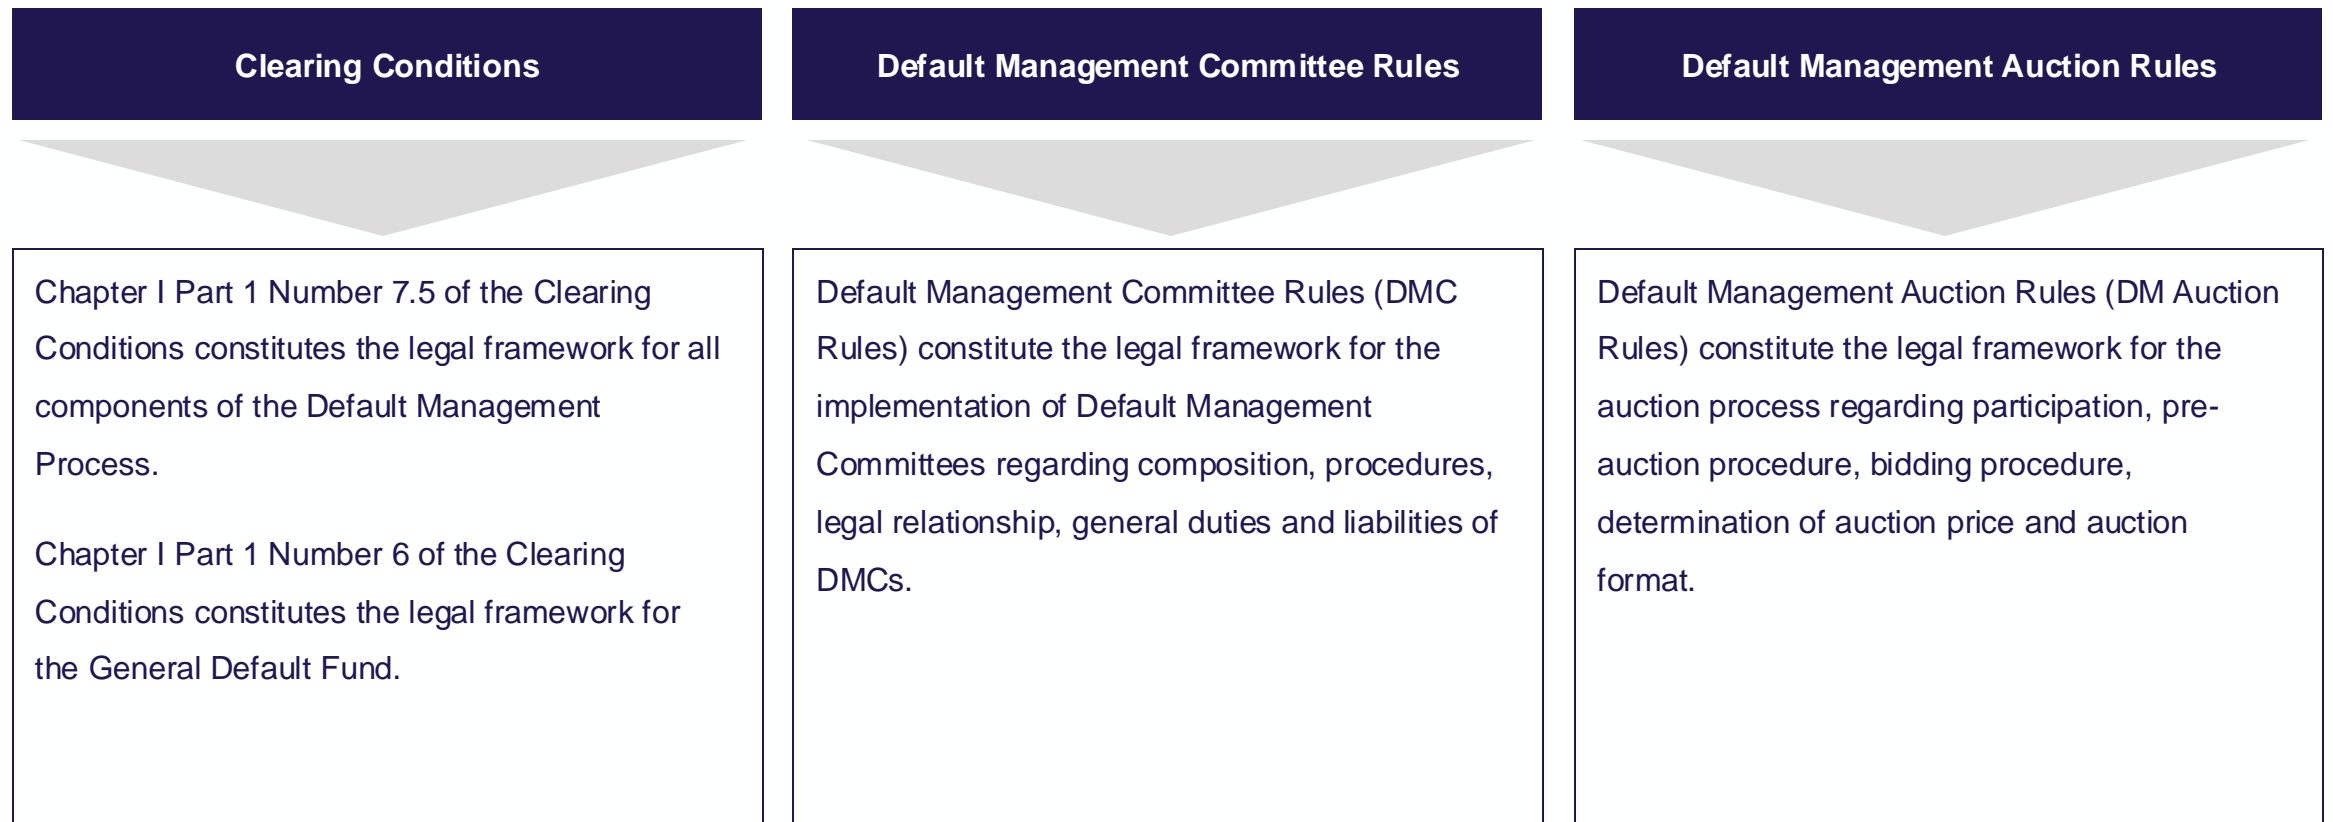 Clearing Conditions
Default Management Committee Rules
Default Management Auction Rules
Chapter I Part 1 Number 7.5 of the Clearing
Conditions constitutes the legal framework for all
components of the Default Management
Process.
Chapter I Part 1 Number 6 of the Clearing
Conditions constitutes the legal framework for
the General Default Fund.
Default Management Committee Rules (DMC
Rules) constitute the legal framework for the
implementation of Default Management
Committees regarding composition, procedures,
legal relationship, general duties and liabilities of
DMCs.
Default Management Auction Rules (DM Auction
Rules) constitute the legal framework for the
auction process regarding participation, pre-
auction procedure, bidding procedure,
determination of auction price and auction
format.